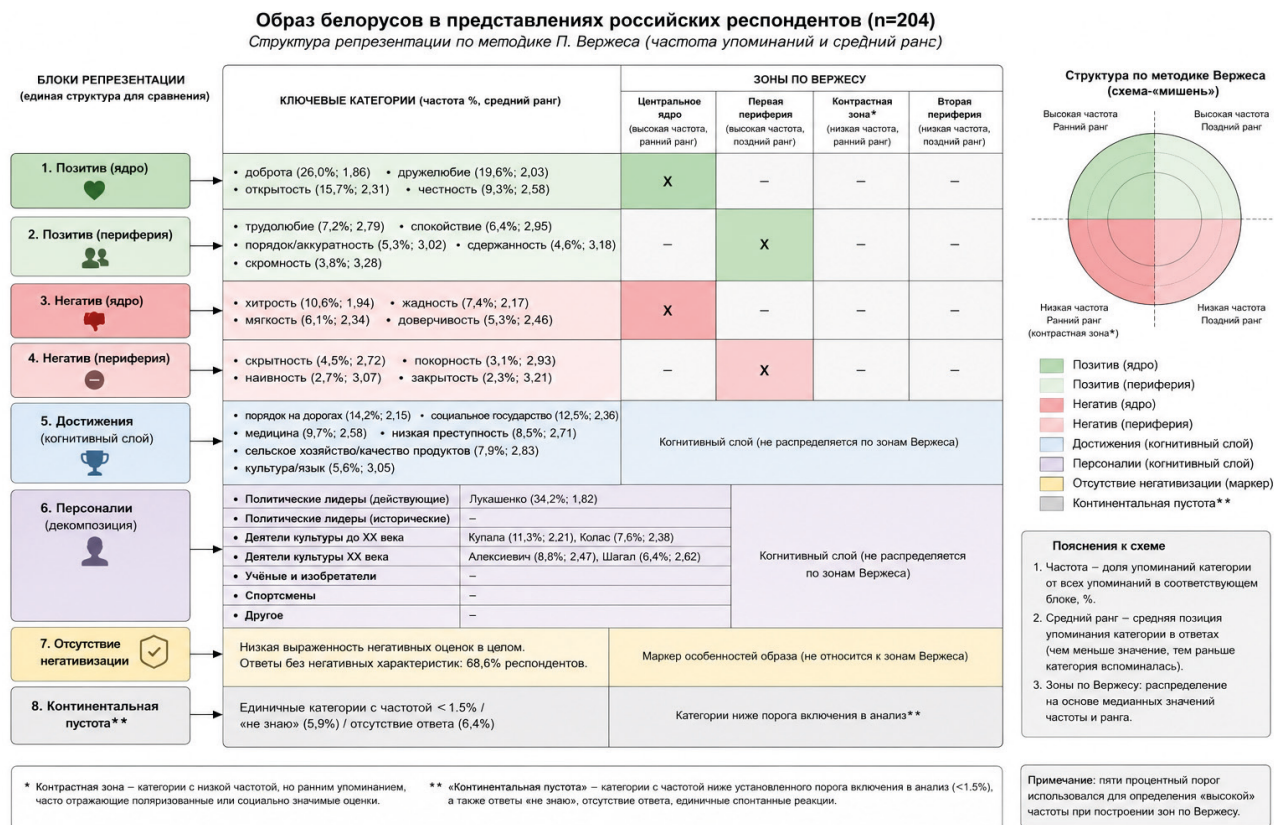 Образ белорусов в представлениях российских респондентов (n=204)
Структура репрезентации по методике П. Вержеса (частота упоминаний и средний ранг)
БЛОКИ РЕПРЕЗЕНТАЦИИ
(единая структура для сравнения)
КЛЮЧЕВЫЕ КАТЕГОРИИ (частота %, средний ранг)
ЗОНЫ ПО ВЕРЖЕСУ
Центральное
ядро
(высокая частота,
ранний ранг)
Первая
периферия
(высокая частота,
поздний ранг)
Контрастная
зона*
(низкая частота,
ранний ранг)
Вторая
периферия
(низкая частота,
поздний ранг)
1. Позитив (ядро)
• доброта (26,0%; 1,86) • дружелюбие (19,6%; 2,03)
• открытость (15,7%; 2,31) • честность (9,3%; 2,58)
X – – –
2. Позитив (периферия)
• трудолюбие (7,2%; 2,79) • спокойствие (6,4%; 2,95)
• порядок/аккуратность (5,3%; 3,02) • сдержанность (4,6%; 3,18)
• скромность (3,8%; 3,28)
– X – –
3. Негатив (ядро)
• хитрость (10,6%; 1,94) • жадность (7,4%; 2,17)
• мягкость (6,1%; 2,34) • доверчивость (5,3%; 2,46)
X – – –
4. Негатив (периферия)
• скрытность (4,5%; 2,72) • покорность (3,1%; 2,93)
• наивность (2,7%; 3,07) • закрытость (2,3%; 3,21)
– X – –
5. Достижения
(когнитивный слой)
• порядок на дорогах (14,2%; 2,15) • социальное государство (12,5%; 2,36)
• медицина (9,7%; 2,58) • низкая преступность (8,5%; 2,71)
• сельское хозяйство/качество продуктов (7,9%; 2,83)
• культура/язык (5,6%; 3,05)
Когнитивный слой (не распределяется по зонам Вержеса)
6. Персоналии
(декомпозиция)
• Политические лидеры (действующие) Лукашенко (34,2%; 1,82)
• Политические лидеры (исторические) –
• Деятели культуры до XX века Купала (11,3%; 2,21), Колас (7,6%; 2,38)
• Деятели культуры XX века Алексиевич (8,8%; 2,47), Шагал (6,4%; 2,62)
• Учёные и изобретатели –
• Спортсмены –
• Другое –
Когнитивный слой (не распределяется
по зонам Вержеса)
7. Отсутствие
негативизации
Низкая выраженность негативных оценок в целом.
Ответы без негативных характеристик: 68,6% респондентов.
Маркер особенностей образа (не относится к зонам Вержеса)
8. Континентальная
пустота**
Единичные категории с частотой < 1.5% /
«не знаю» (5,9%) / отсутствие ответа (6,4%)
Категории ниже порога включения в анализ**
Структура по методике Вержеса
(схема-«мишень»)
Высокая частота
Ранний ранг
Высокая частота
Поздний ранг
Низкая частота
Ранний ранг
(контрастная зона*)
Низкая частота
Поздний ранг
Позитив (ядро)
Позитив (периферия)
Негатив (ядро)
Негатив (периферия)
Достижения (когнитивный слой)
Персоналии (когнитивный слой)
Отсутствие негативизации (маркер)
Континентальная пустота**
Пояснения к схеме
1. Частота – доля упоминаний категории
от всех упоминаний в соответствующем
блоке, %.
2. Средний ранг – средняя позиция
упоминания категории в ответах
(чем меньше значение, тем раньше
категория вспоминалась).
3. Зоны по Вержесу: распределение
на основе медианных значений
частоты и ранга.
* Контрастная зона – категории с низкой частотой, но ранним упоминанием,
часто отражающие поляризованные или социально значимые оценки.
** «Континентальная пустота» – категории с частотой ниже установленного порога включения в анализ (<1.5%),
а также ответы «не знаю», отсутствие ответа, единичные спонтанные реакции.
Примечание: пяти процентный порог
использовался для определения «высокой»
частоты при построении зон по Вержесу.